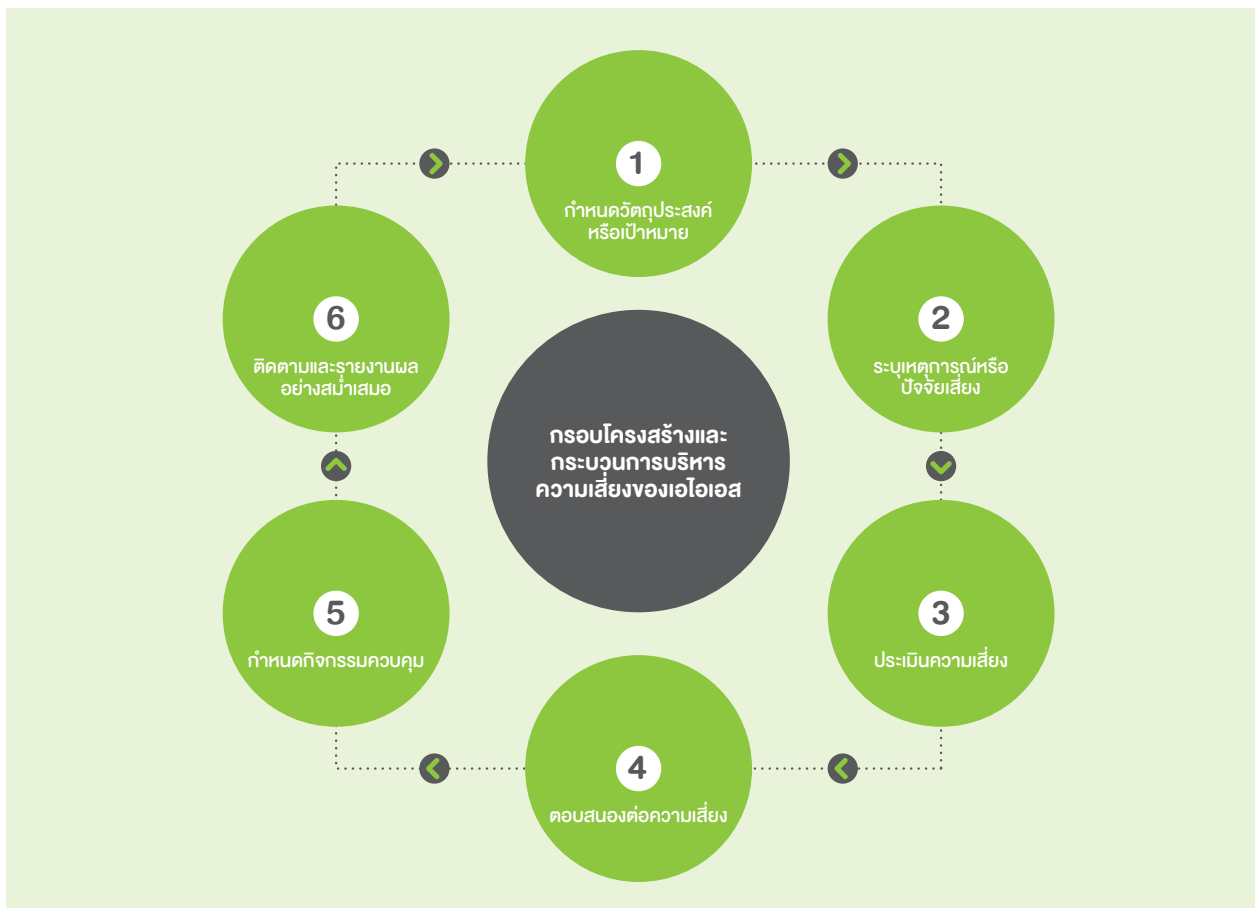 1
กำหนดวัตถุประสงค์
หรือเป้าหมาย
2
ระบุเหตุการณ์หรือ
ปัจจัยเสี่ยง
3
ประเมินความเสี่ยง
4
ตอบสนองต่อความเสี่ยง
5
กำหนดกิจกรรมควบคุม
6
ติดตามและรายงานผล
อย่างสม่ำเสมอ
กรอบโครงสร้างและ
กระบวนการบริหาร
ความเสี่ยงของเอไอเอส